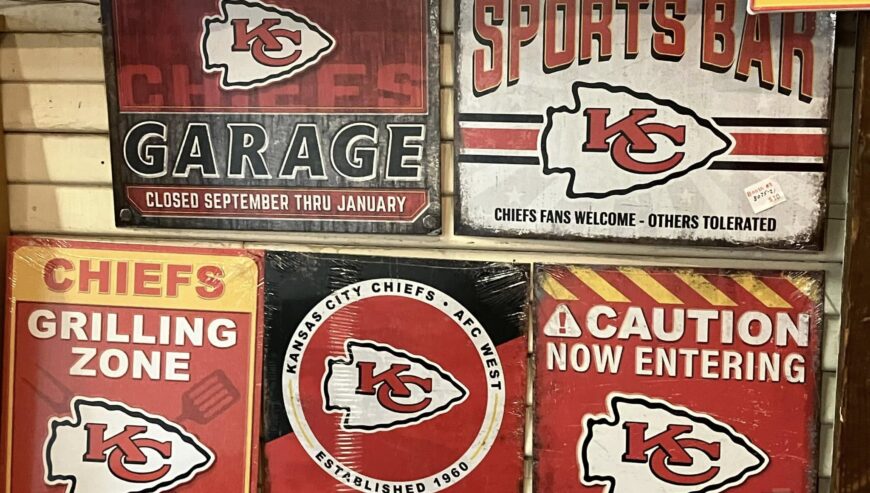 KC
CHIEFS
GARAGE
CLOSED SEPTEMBER THRU JANUARY
SPORTS BAR
KC
CHIEFS FANS WELCOME - OTHERS TOLERATED
$30
CHIEFS
GRILLING
ZONE
KC
KANSAS CITY CHIEFS • AFC WEST
KC
ESTABLISHED 1960
CAUTION
NOW ENTERING
KC